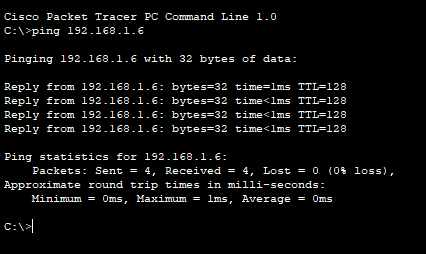 Cisco Packet Tracer PC Command Line 1.0
C:\>ping 192.168.1.6
Pinging 192.168.1.6 with 32 bytes of data:
Reply from 192.168.1.6: bytes=32 time=1ms TTL=128
Reply from 192.168.1.6: bytes=32 time<1ms TTL=128
Reply from 192.168.1.6: bytes=32 time<1ms TTL=128
Reply from 192.168.1.6: bytes=32 time<1ms TTL=128
Ping statistics for 192.168.1.6:
Packets: Sent = 4, Received = 4, Lost = 0 (0% loss),
Approximate round trip times in milli-seconds:
Minimum = 0ms, Maximum = 1ms, Average = 0ms
C:\>